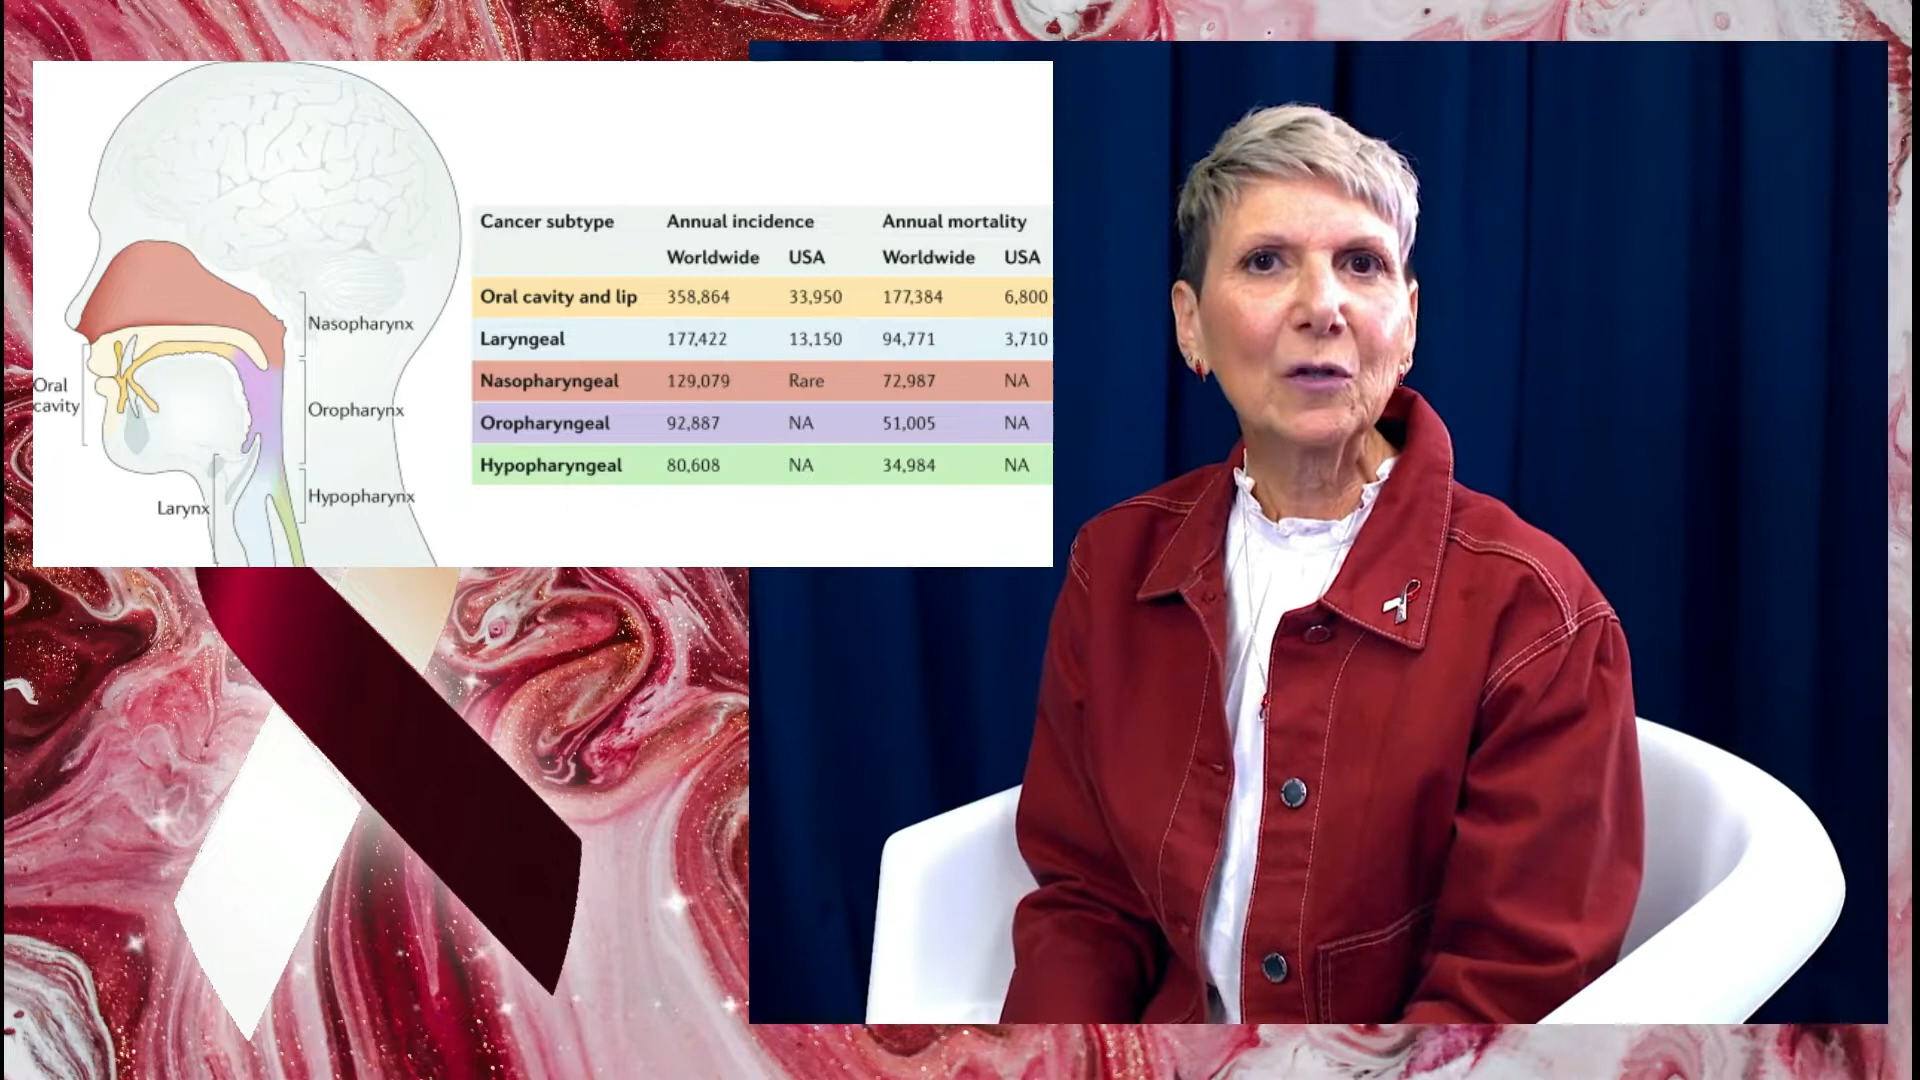 Nasopharynx
Oral
cavity
Oropharynx
Hypopharynx
Larynx
Cancer subtype Annual incidence Annual mortality
Worldwide USA Worldwide USA
Oral cavity and lip 358,864 33,950 177,384 6,800
Laryngeal 177,422 13,150 94,771 3,710
Nasopharyngeal 129,079 Rare 72,987 NA
Oropharyngeal 92,887 NA 51,005 NA
Hypopharyngeal 80,608 NA 34,984 NA